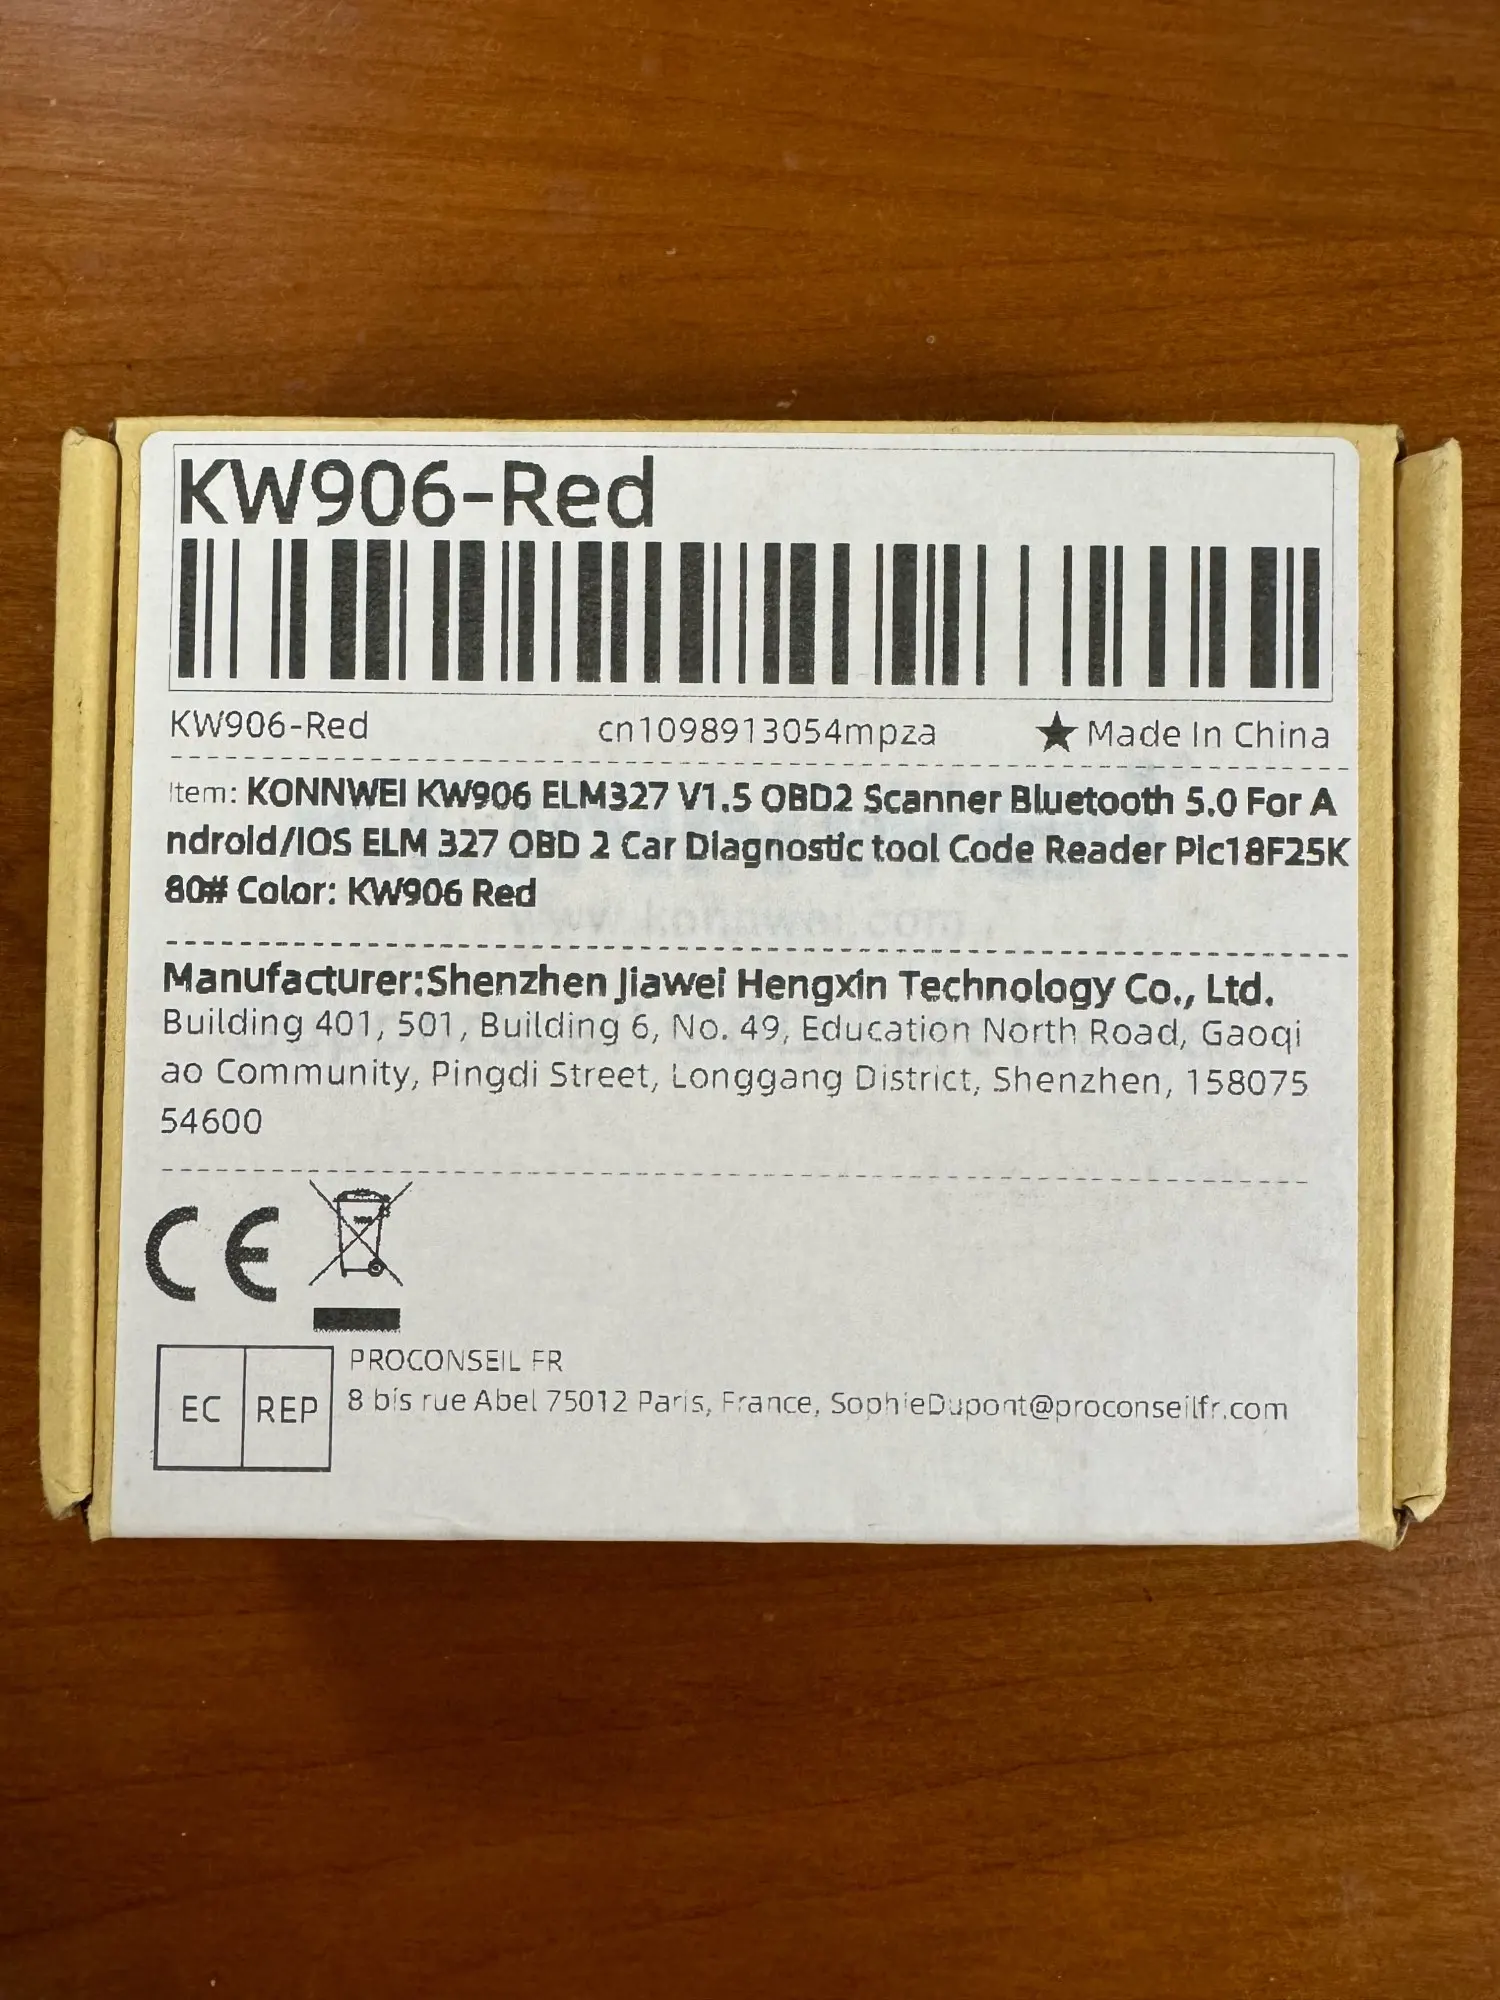 KW906-Red
KW906-Red cn1098913054mpza ★ Made In China
Item: KONNWEI KW906 ELM327 V1.5 OBD2 Scanner Bluetooth 5.0 For A
ndroid/IOS ELM 327 OBD 2 Car Diagnostic tool Code Reader Pic18F25K
80# Color: KW906 Red
Manufacturer:Shenzhen Jiawei Hengxin Technology Co., Ltd.
Building 401, 501, Building 6, No. 49, Education North Road, Gaoqi
ao Community, Pingdi Street, Longgang District, Shenzhen, 158075
54600
CE
EC REP
PROCONSEIL FR
8 bis rue Abel 75012 Paris, France, SophieDupont@proconseilfr.com